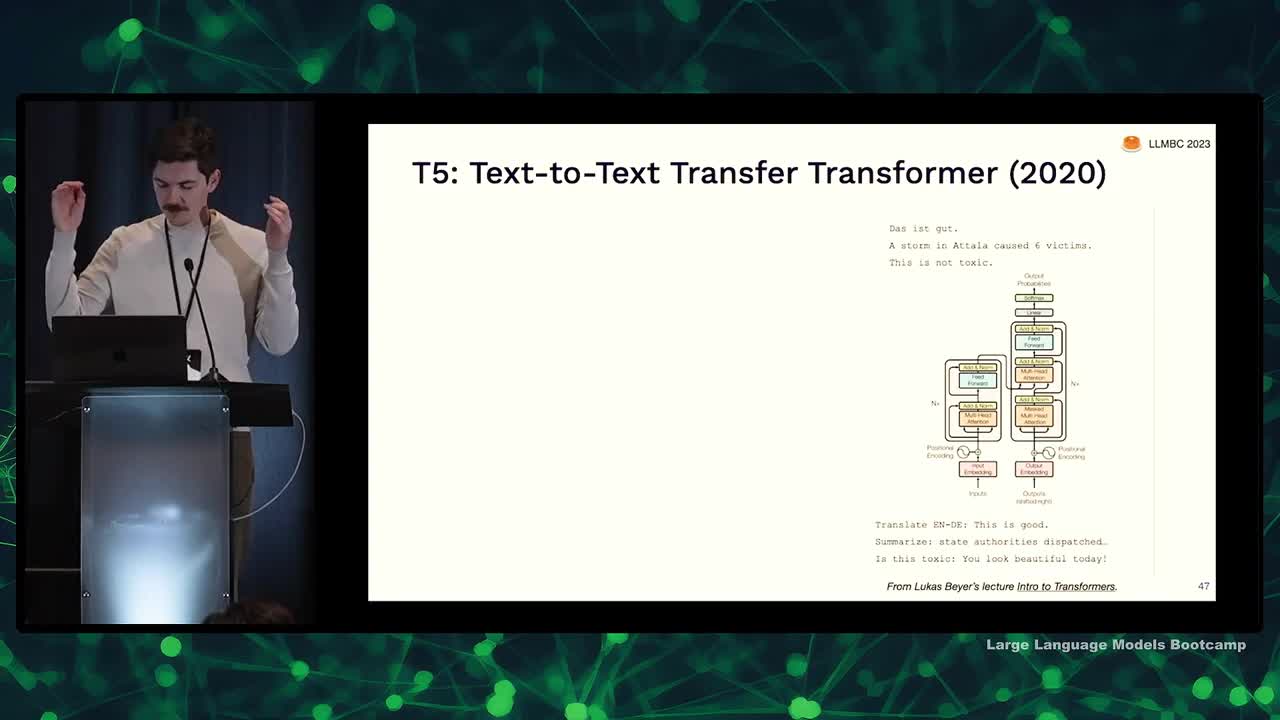 LLMBC 2023
T5: Text-to-Text Transfer Transformer (2020)
Das ist gut.
A storm in Attala caused 6 victims.
This is not toxic.
Output
Probabilities
Softmax
Linear
Add & Norm
Feed
Forward
Add & Norm
Multi-Head
Attention
Add & Norm
Masked
Multi-Head
Attention
Nx
Positional
Encoding
Output
Embedding
Outputs
(shifted right)
Add & Norm
Feed
Forward
Add & Norm
Multi-Head
Attention
Nx
Positional
Encoding
Input
Embedding
Inputs
Translate EN-DE: This is good.
Summarize: state authorities dispatched…
Is this toxic: You look beautiful today!
From Lukas Beyer's lecture Intro to Transformers.
47
Large Language Models Bootcamp